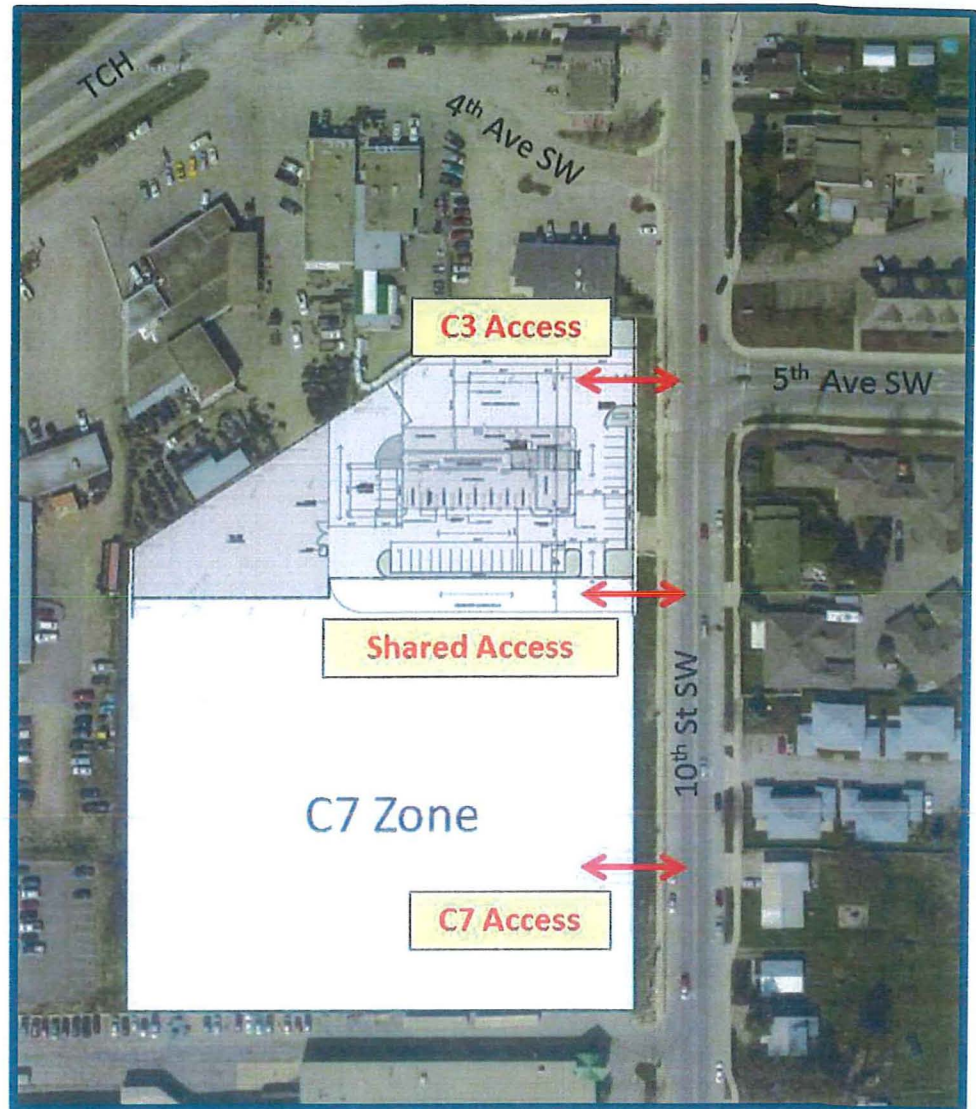 TCH
4th Ave SW
C3 Access
5th Ave SW
Shared Access
10th St SW
C7 Zone
C7 Access